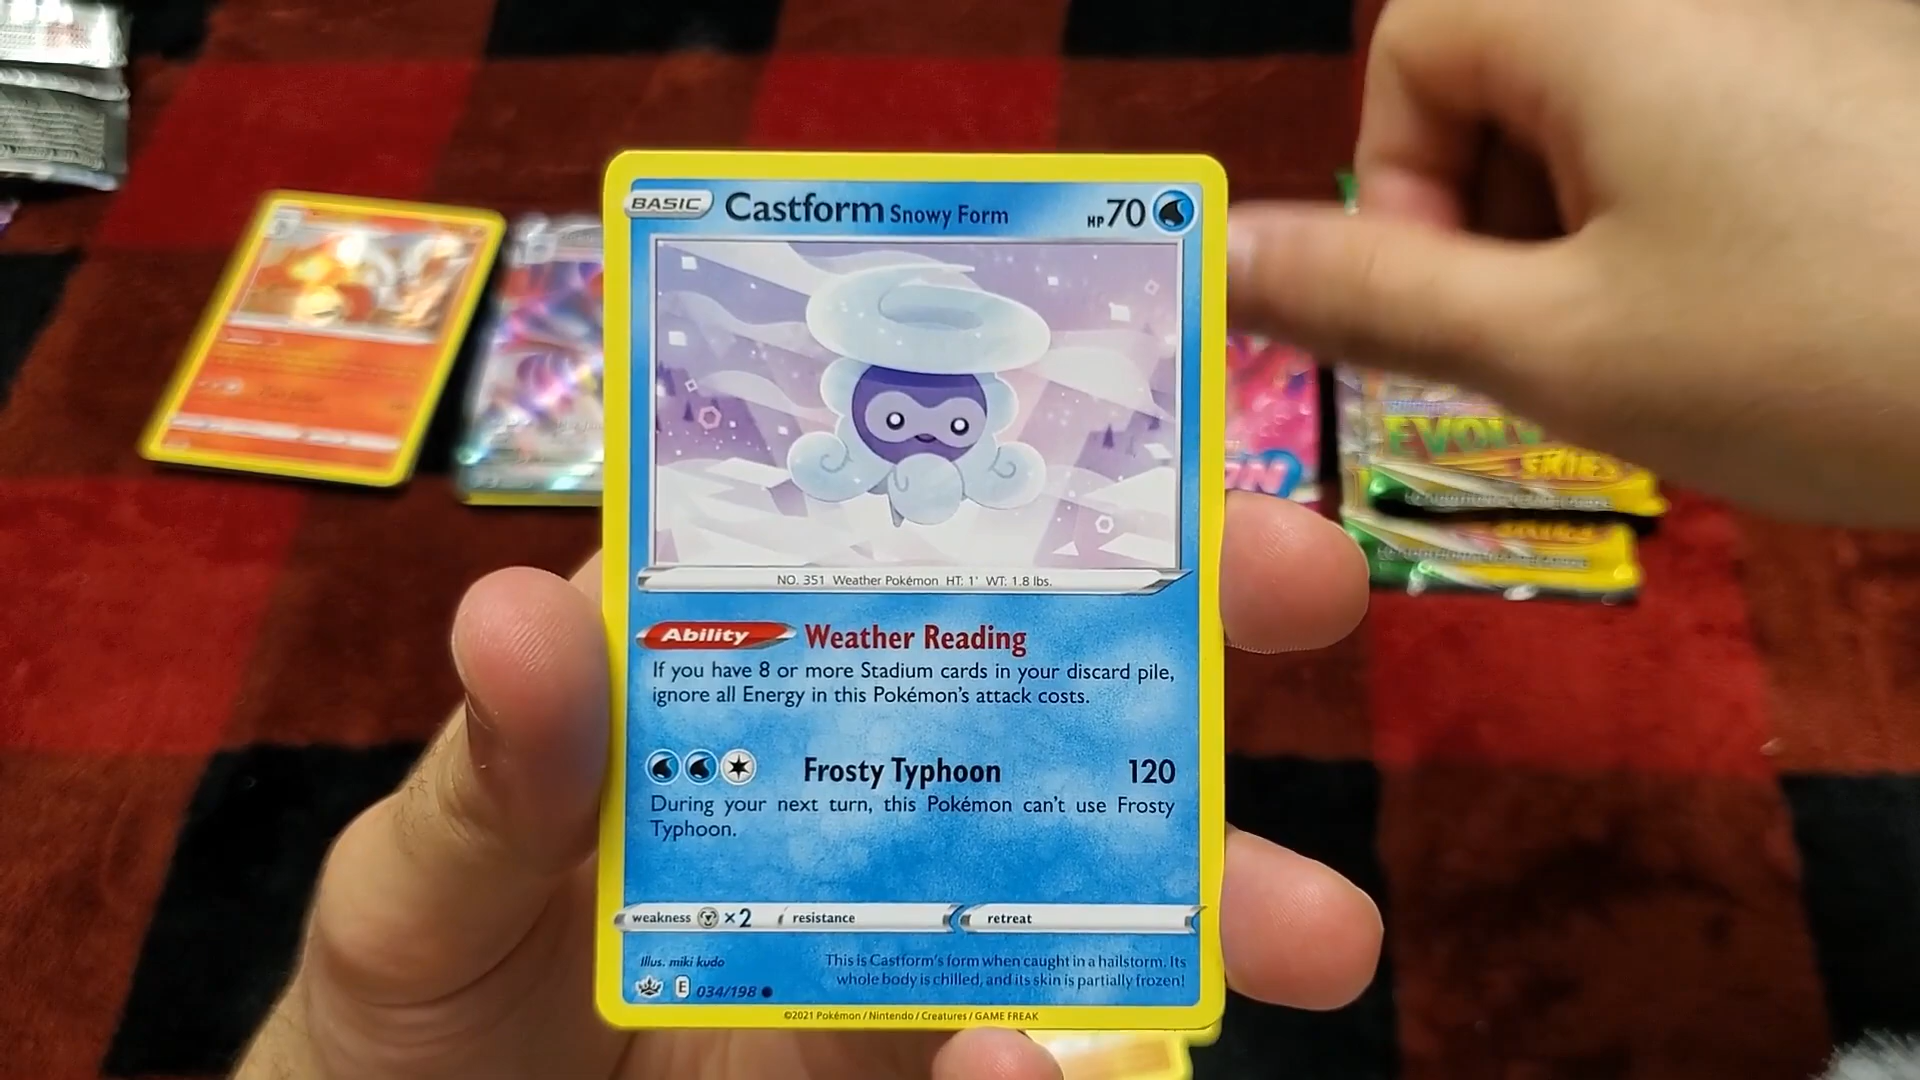 BASIC Castform Snowy Form HP 70
NO. 351 Weather Pokémon HT: 1' WT: 1.8 lbs.
Ability Weather Reading
If you have 8 or more Stadium cards in your discard pile,
ignore all Energy in this Pokémon's attack costs.
Frosty Typhoon 120
During your next turn, this Pokémon can't use Frosty
Typhoon.
weakness ×2 resistance retreat
Illus. miki kudo
This is Castform's form when caught in a hailstorm. Its
whole body is chilled, and its skin is partially frozen!
E 034/198
©2021 Pokémon / Nintendo / Creatures / GAME FREAK
SKIES